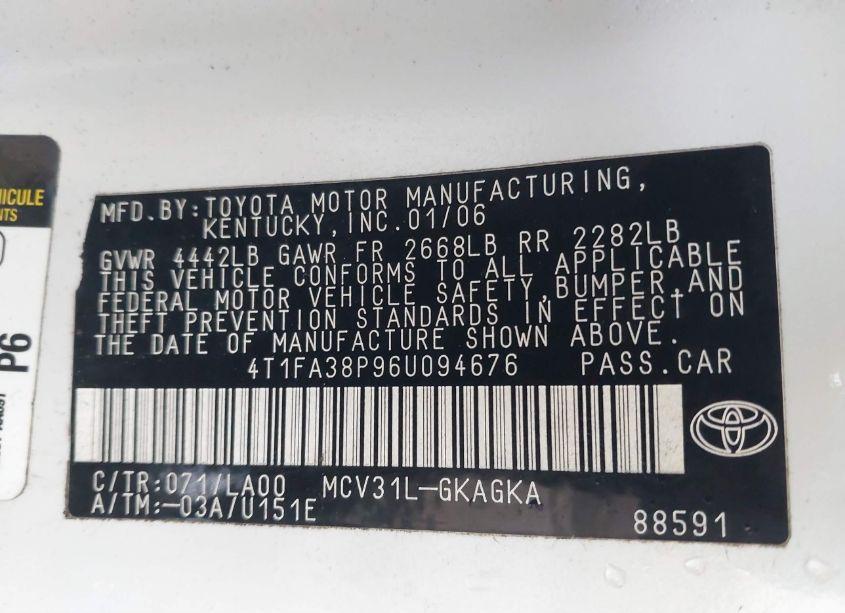 HICULE
NTS
P6
MFD.BY:TOYOTA MOTOR MANUFACTURING,
KENTUCKY,INC.01/06
GVWR 4442LB GAWR FR 2668LB RR 2282LB
THIS VEHICLE CONFORMS TO ALL APPLICABLE
FEDERAL MOTOR VEHICLE SAFETY,BUMPER,AND
THEFT PREVENTION STANDARDS IN EFFECT ON
THE DATE OF MANUFACTURE SHOWN ABOVE.
4T1FA38P96U094676 PASS.CAR
C/TR:071/LA00 MCV31L-GKAGKA
A/TM:-03A/U151E
88591